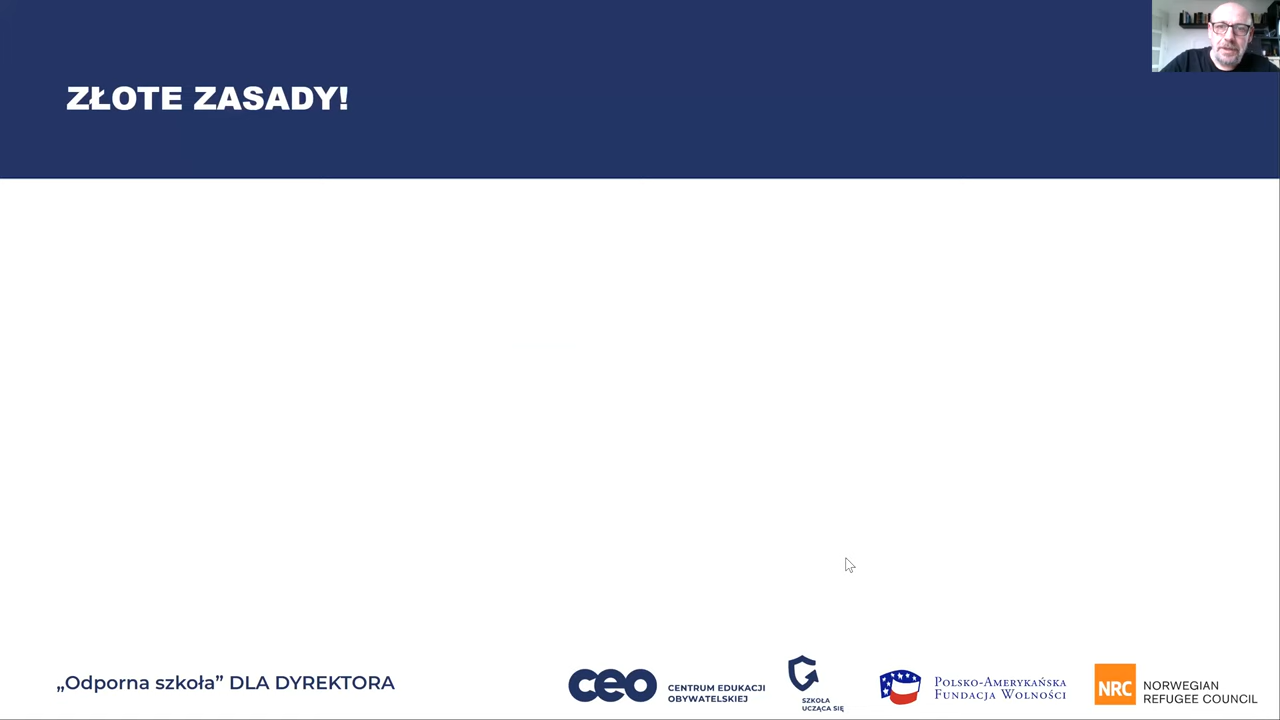 ZŁOTE ZASADY!
„Odporna szkoła” DLA DYREKTORA
ceo
CENTRUM EDUKACJI
OBYWATELSKIEJ
SZKOŁA
UCZĄCA SIĘ
POLSKO-AMERYKAŃSKA
FUNDACJA WOLNOŚCI
NRC
NORWEGIAN
REFUGEE COUNCIL